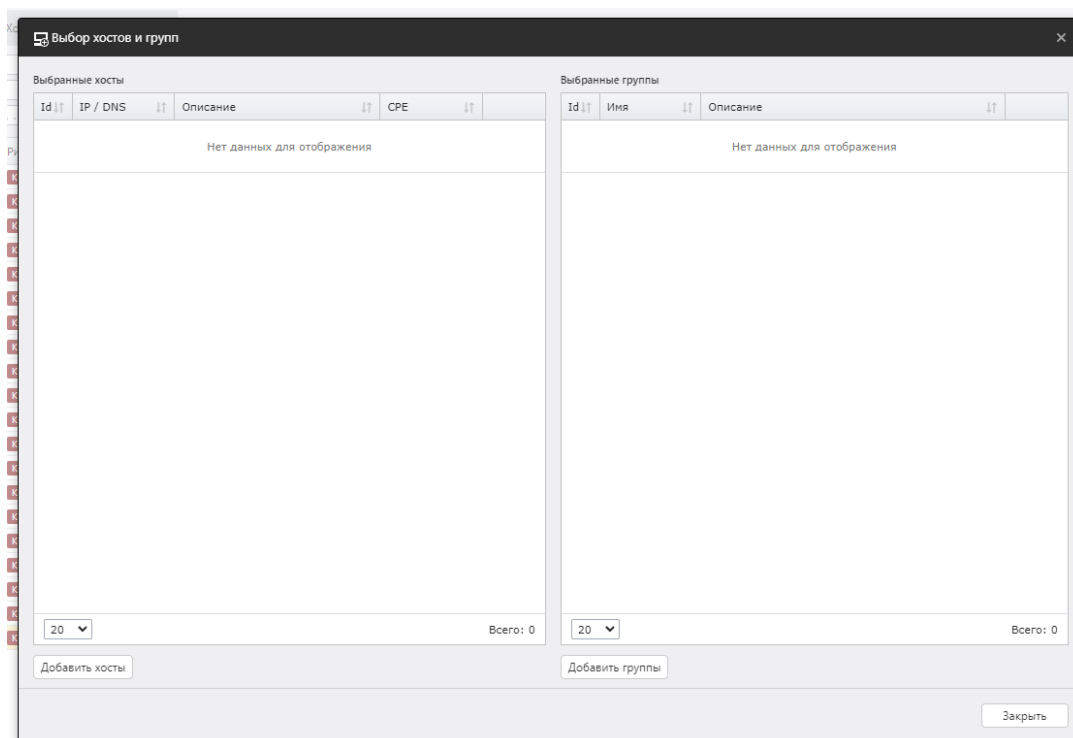 Выбор хостов и групп
Выбранные хосты
Id IP / DNS Описание CPE
Нет данных для отображения
20 Всего: 0
Добавить хосты
Выбранные группы
Id Имя Описание
Нет данных для отображения
20 Всего: 0
Добавить группы
Закрыть